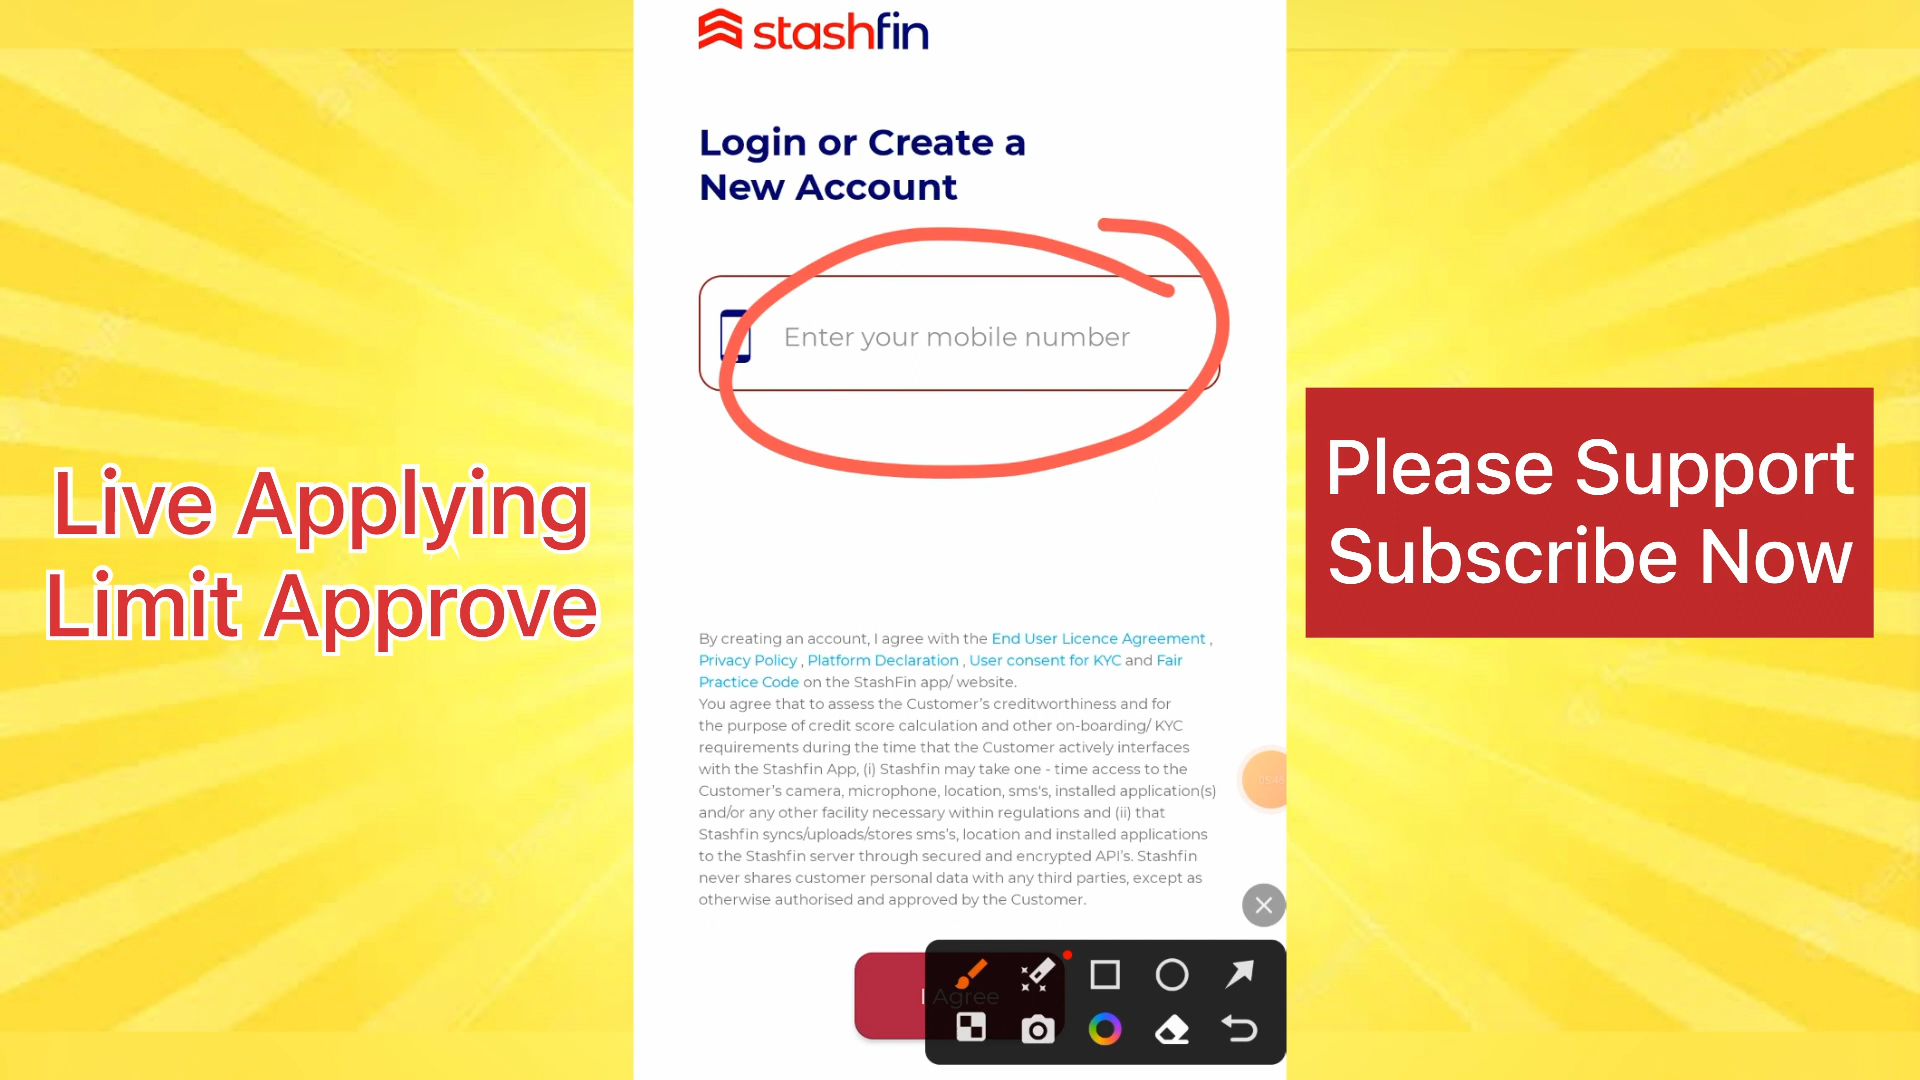 stashfin
Login or Create a
New Account
Enter your mobile number
Live Applying
Limit Approve
Please Support
Subscribe Now
By creating an account, I agree with the End User Licence Agreement ,
Privacy Policy , Platform Declaration , User consent for KYC and Fair
Practice Code on the StashFin app/ website.
You agree that to assess the Customer's creditworthiness and for
the purpose of credit score calculation and other on-boarding/ KYC
requirements during the time that the Customer actively interfaces
with the Stashfin App, (i) Stashfin may take one - time access to the
Customer's camera, microphone, location, sms's, installed application(s)
and/or any other facility necessary within regulations and (ii) that
Stashfin syncs/uploads/stores sms's, location and installed applications
to the Stashfin server through secured and encrypted API's. Stashfin
never shares customer personal data with any third parties, except as
otherwise authorised and approved by the Customer.
I Agree